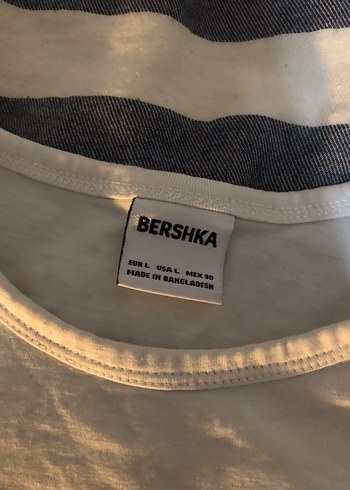 BERSHKA
EUR L USA L MEX 30
MADE IN BANGLADESH